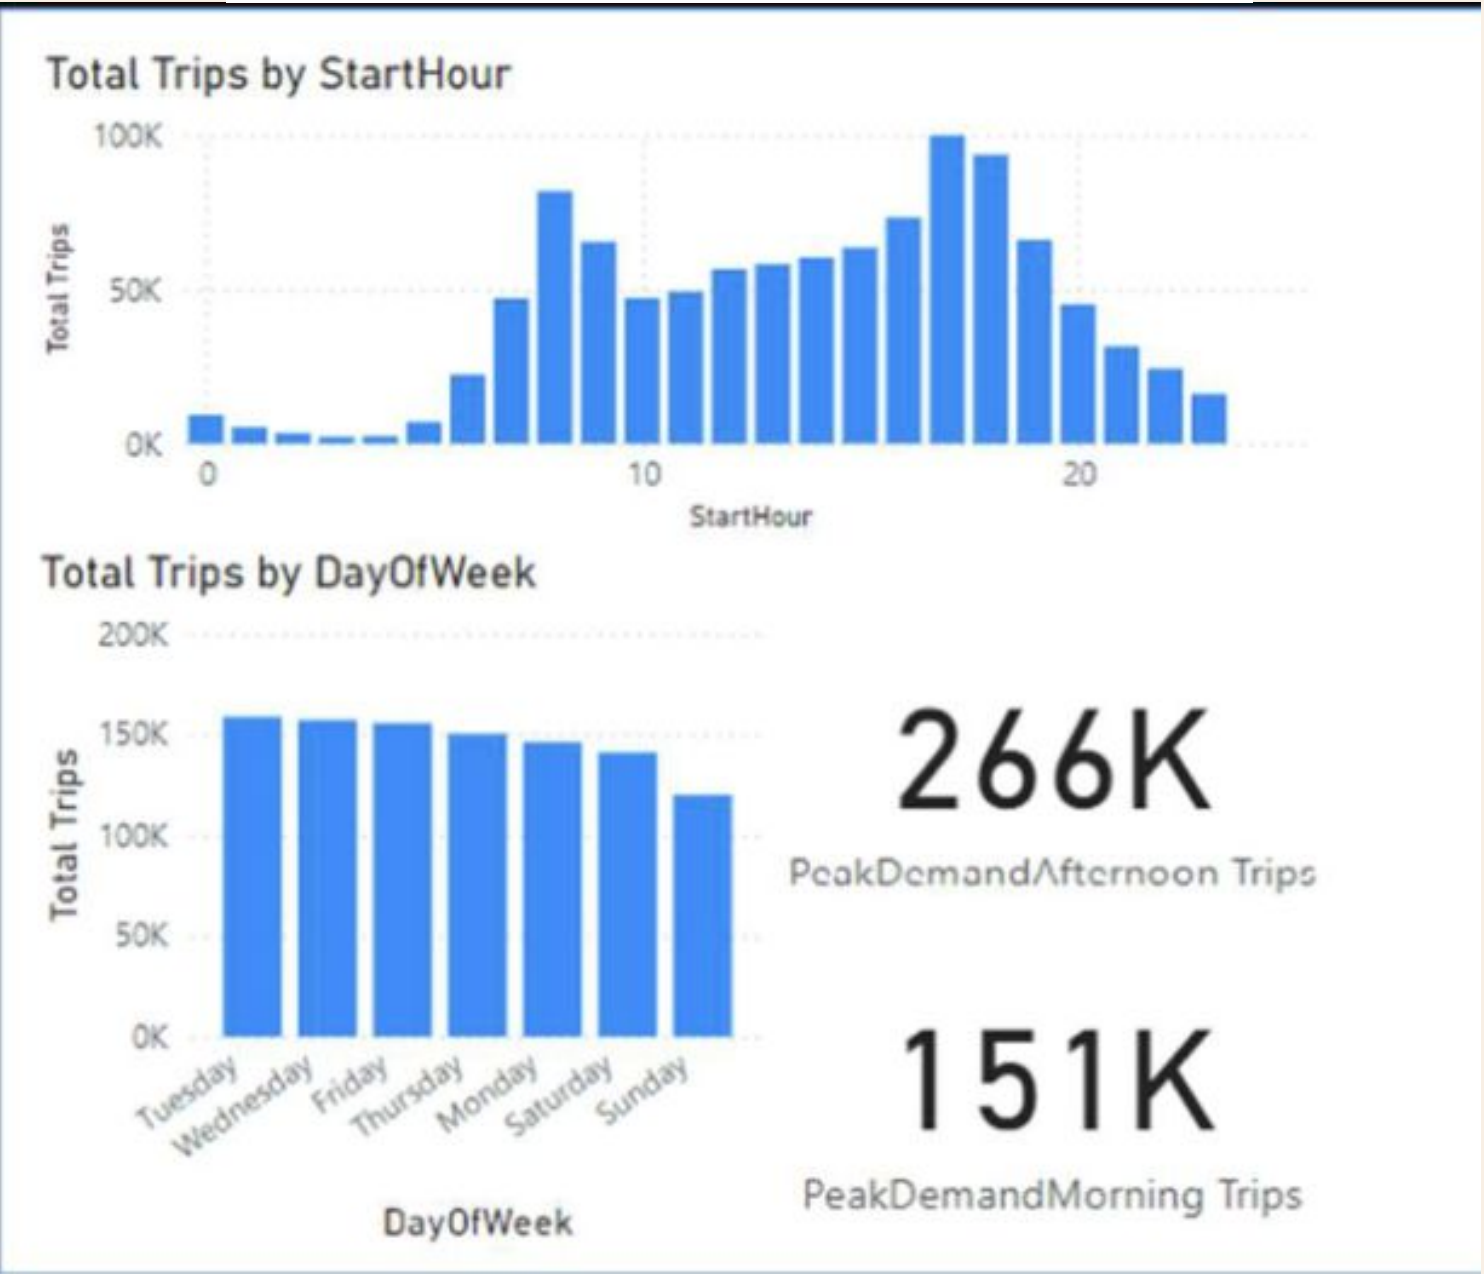 Total Trips by StartHour
100K
50K
0K
Total Trips
0
10
20
StartHour
Total Trips by DayOfWeek
200K
150K
100K
50K
0K
Total Trips
Tuesday
Wednesday
Friday
Thursday
Monday
Saturday
Sunday
DayOfWeek
266K
PeakDemandAfternoon Trips
151K
PeakDemandMorning Trips